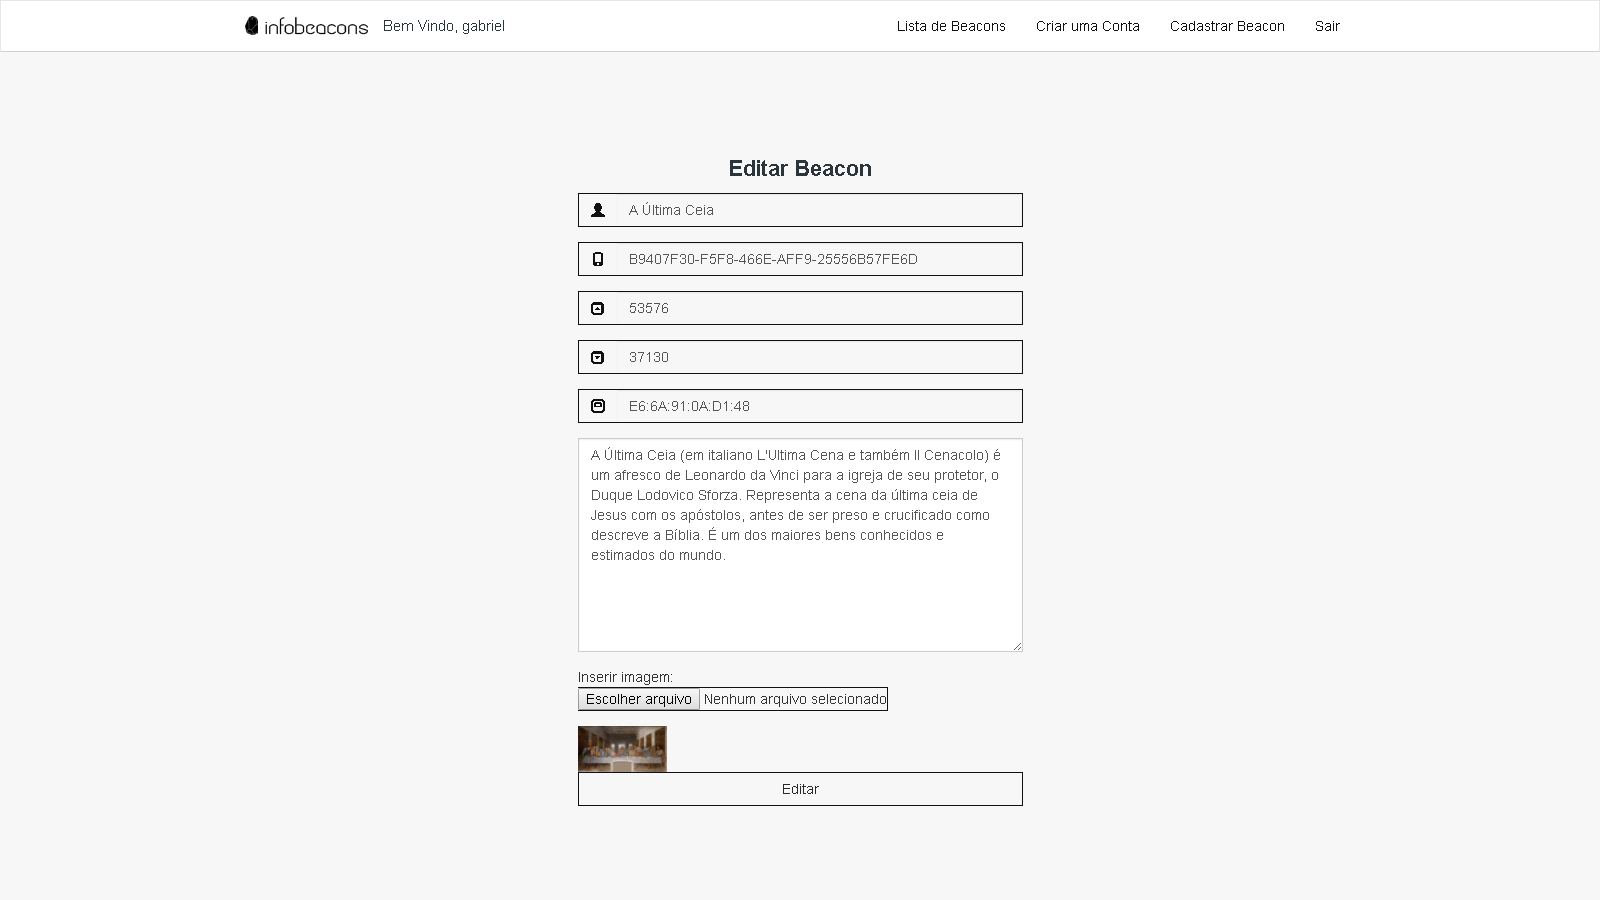 infobeacons Bem Vindo, gabriel Lista de Beacons Criar uma Conta Cadastrar Beacon Sair
Editar Beacon
A Última Ceia
B9407F30-F5F8-466E-AFF9-25556B57FE6D
53576
37130
E6:6A:91:0A:D1:48
A Última Ceia (em italiano L'Ultima Cena e também Il Cenacolo) é
um afresco de Leonardo da Vinci para a igreja de seu protetor, o
Duque Lodovico Sforza. Representa a cena da última ceia de
Jesus com os apóstolos, antes de ser preso e crucificado como
descreve a Bíblia. É um dos maiores bens conhecidos e
estimados do mundo.
Inserir imagem:
Escolher arquivo Nenhum arquivo selecionado
Editar